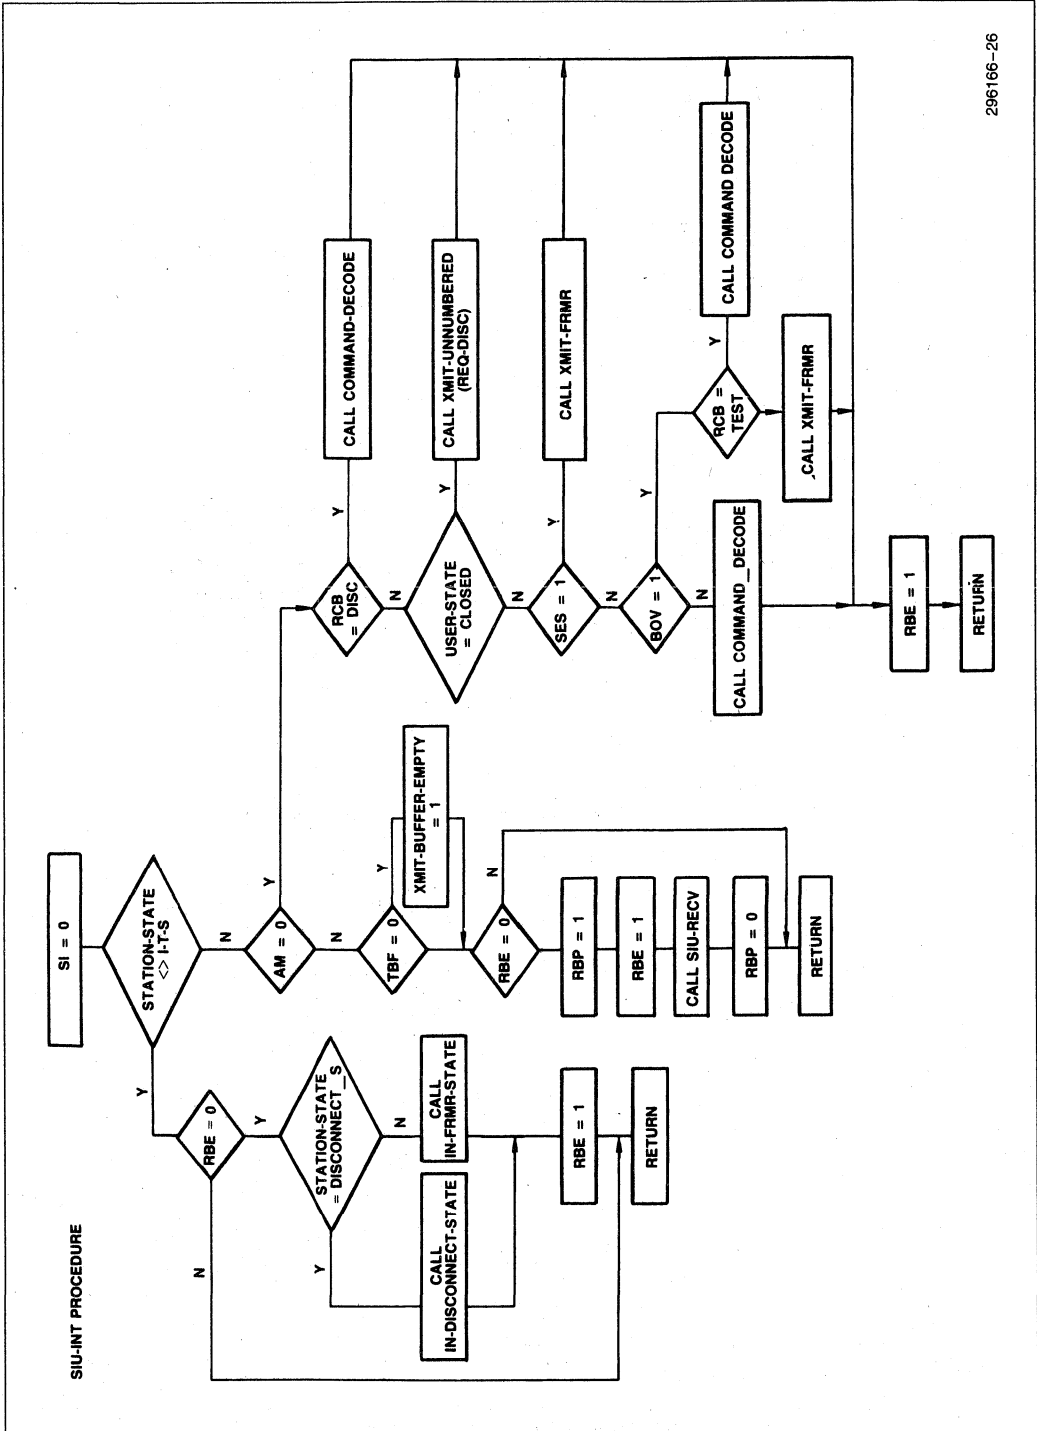 SIU-INT PROCEDURE
SI = 0
STATION-STATE
<> I-T-S
Y
N
RBE = 0
N
Y
STATION-STATE
= DISCONNECT_S
Y
N
CALL
IN-DISCONNECT-STATE
CALL
IN-FRMR-STATE
RBE = 1
RETURN
AM = 0
Y
N
TBF = 0
Y
N
XMIT-BUFFER-EMPTY
= 1
RBE = 0
N
RBP = 1
RBE = 1
CALL SIU-RECV
RBP = 0
RETURN
RCB
= DISC
Y
N
CALL COMMAND-DECODE
USER-STATE
= CLOSED
Y
N
CALL XMIT-UNNUMBERED
(REQ-DISC)
SES = 1
Y
N
CALL XMIT-FRMR
BOV = 1
Y
N
RCB =
TEST
Y
CALL COMMAND DECODE
CALL XMIT-FRMR
CALL COMMAND_DECODE
RBE = 1
RETURN
296166-26